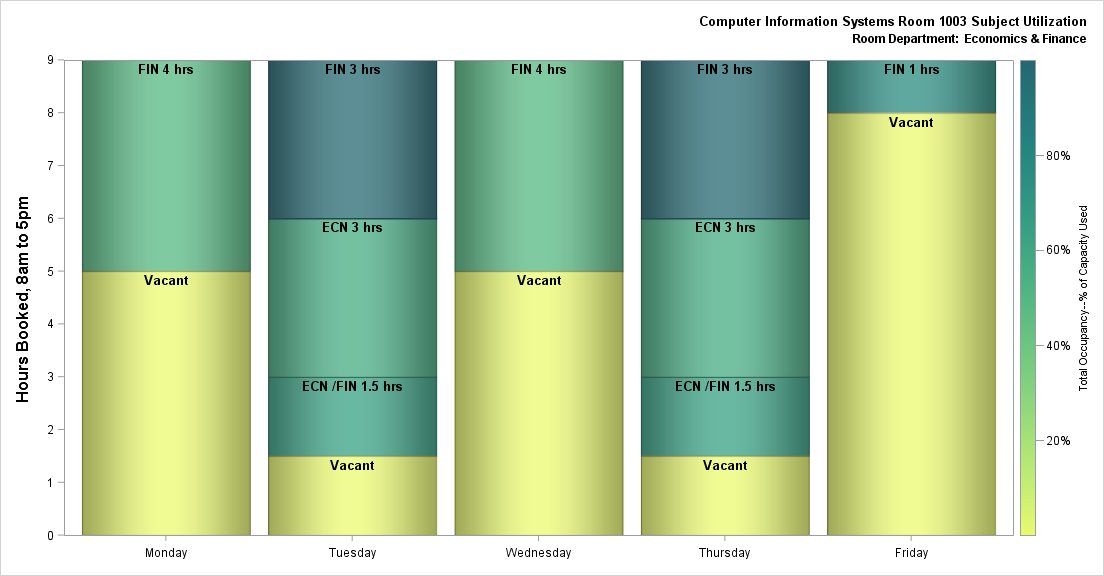 Computer Information Systems Room 1003 Subject Utilization
Room Department: Economics & Finance
Hours Booked, 8am to 5pm
9
8
7
6
5
4
3
2
1
0
FIN 4 hrs
Vacant
FIN 3 hrs
ECN 3 hrs
ECN /FIN 1.5 hrs
Vacant
FIN 4 hrs
Vacant
FIN 3 hrs
ECN 3 hrs
ECN /FIN 1.5 hrs
Vacant
FIN 1 hrs
Vacant
Monday
Tuesday
Wednesday
Thursday
Friday
80%
60%
40%
20%
Total Occupancy--% of Capacity Used